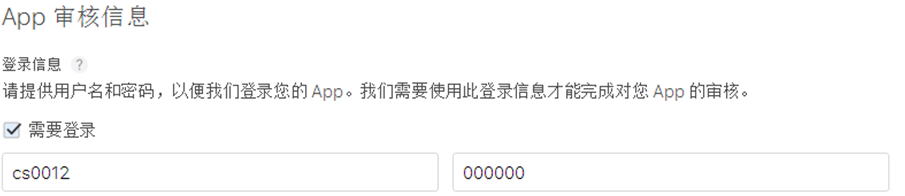 App 审核信息
登录信息 ?
请提供用户名和密码，以便我们登录您的 App。我们需要使用此登录信息才能完成对您 App 的审核。
需要登录
cs0012 000000